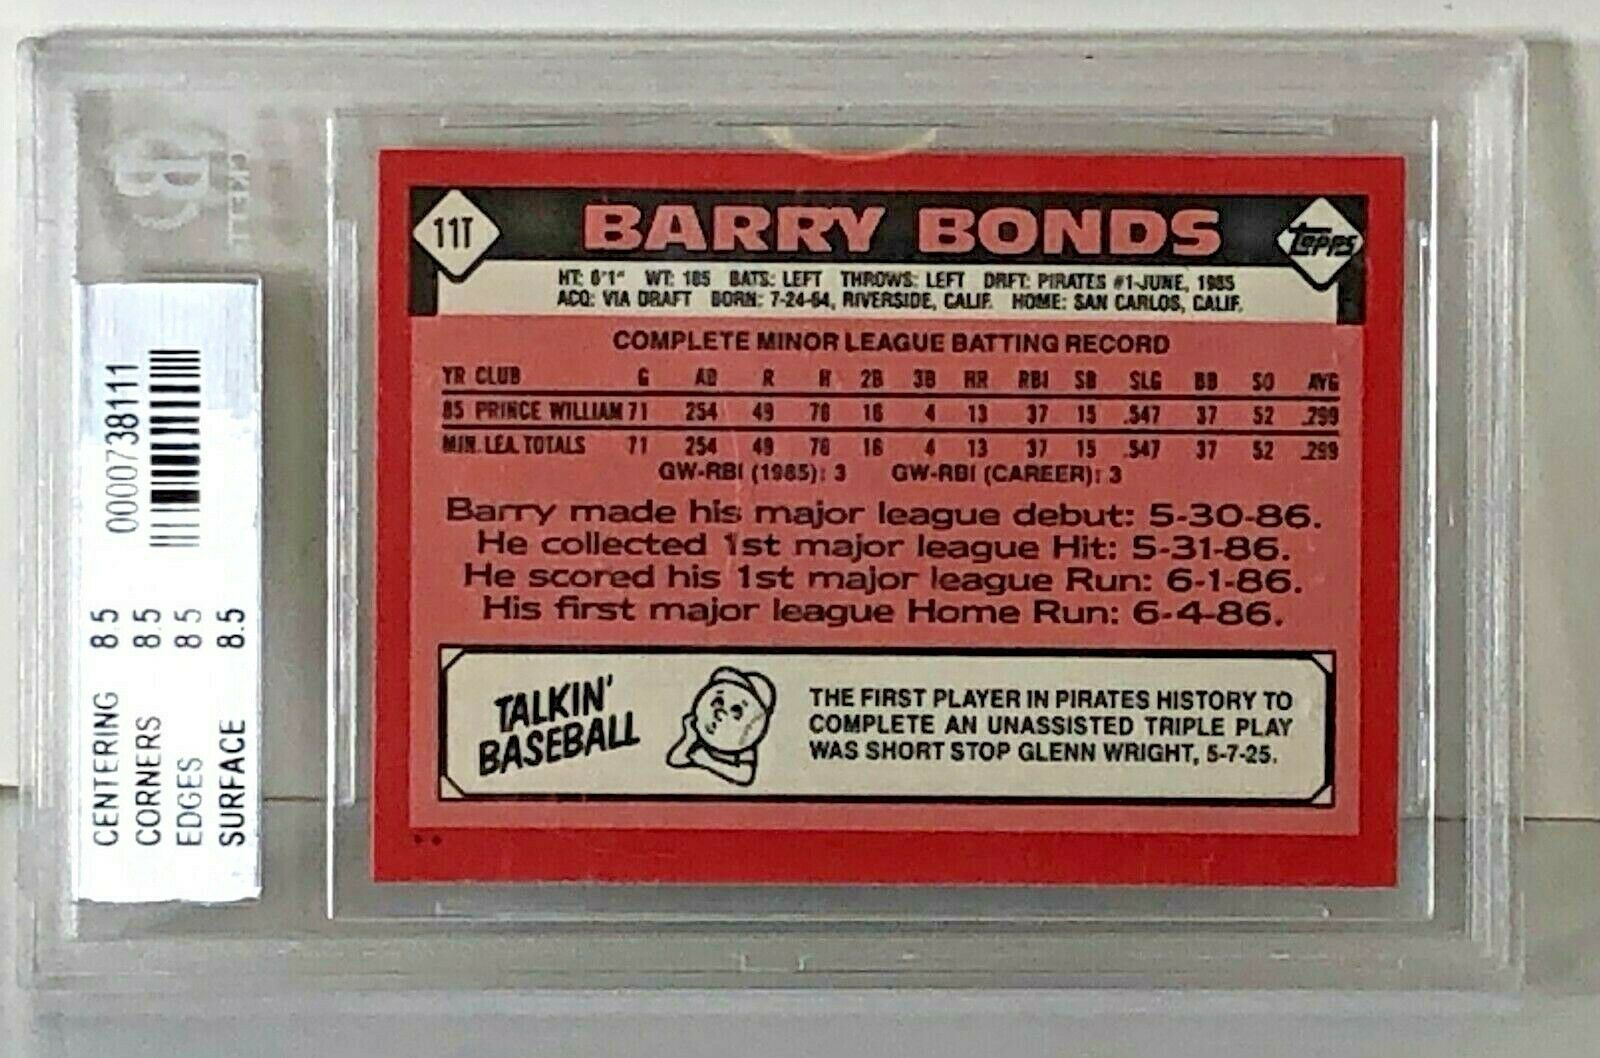 11T
BARRY BONDS
Topps
HT: 6'1" WT: 185 BATS: LEFT THROWS: LEFT DRFT: PIRATES #1-JUNE, 1985
ACQ: VIA DRAFT BORN: 7-24-64, RIVERSIDE, CALIF. HOME: SAN CARLOS, CALIF.
COMPLETE MINOR LEAGUE BATTING RECORD
YR CLUB G AB R H 2B 3B HR RBI SB SLG BB SO AVG
85 PRINCE WILLIAM 71 254 49 76 16 4 13 37 15 .547 37 52 .299
MIN. LEA. TOTALS 71 254 49 76 16 4 13 37 15 .547 37 52 .299
GW-RBI (1985): 3 GW-RBI (CAREER): 3
Barry made his major league debut: 5-30-86.
He collected 1st major league Hit: 5-31-86.
He scored his 1st major league Run: 6-1-86.
His first major league Home Run: 6-4-86.
TALKIN'
BASEBALL
THE FIRST PLAYER IN PIRATES HISTORY TO
COMPLETE AN UNASSISTED TRIPLE PLAY
WAS SHORT STOP GLENN WRIGHT, 5-7-25.
**
CENTERING 8.5
CORNERS 8.5
EDGES 8.5
SURFACE 8.5
0000738111
B